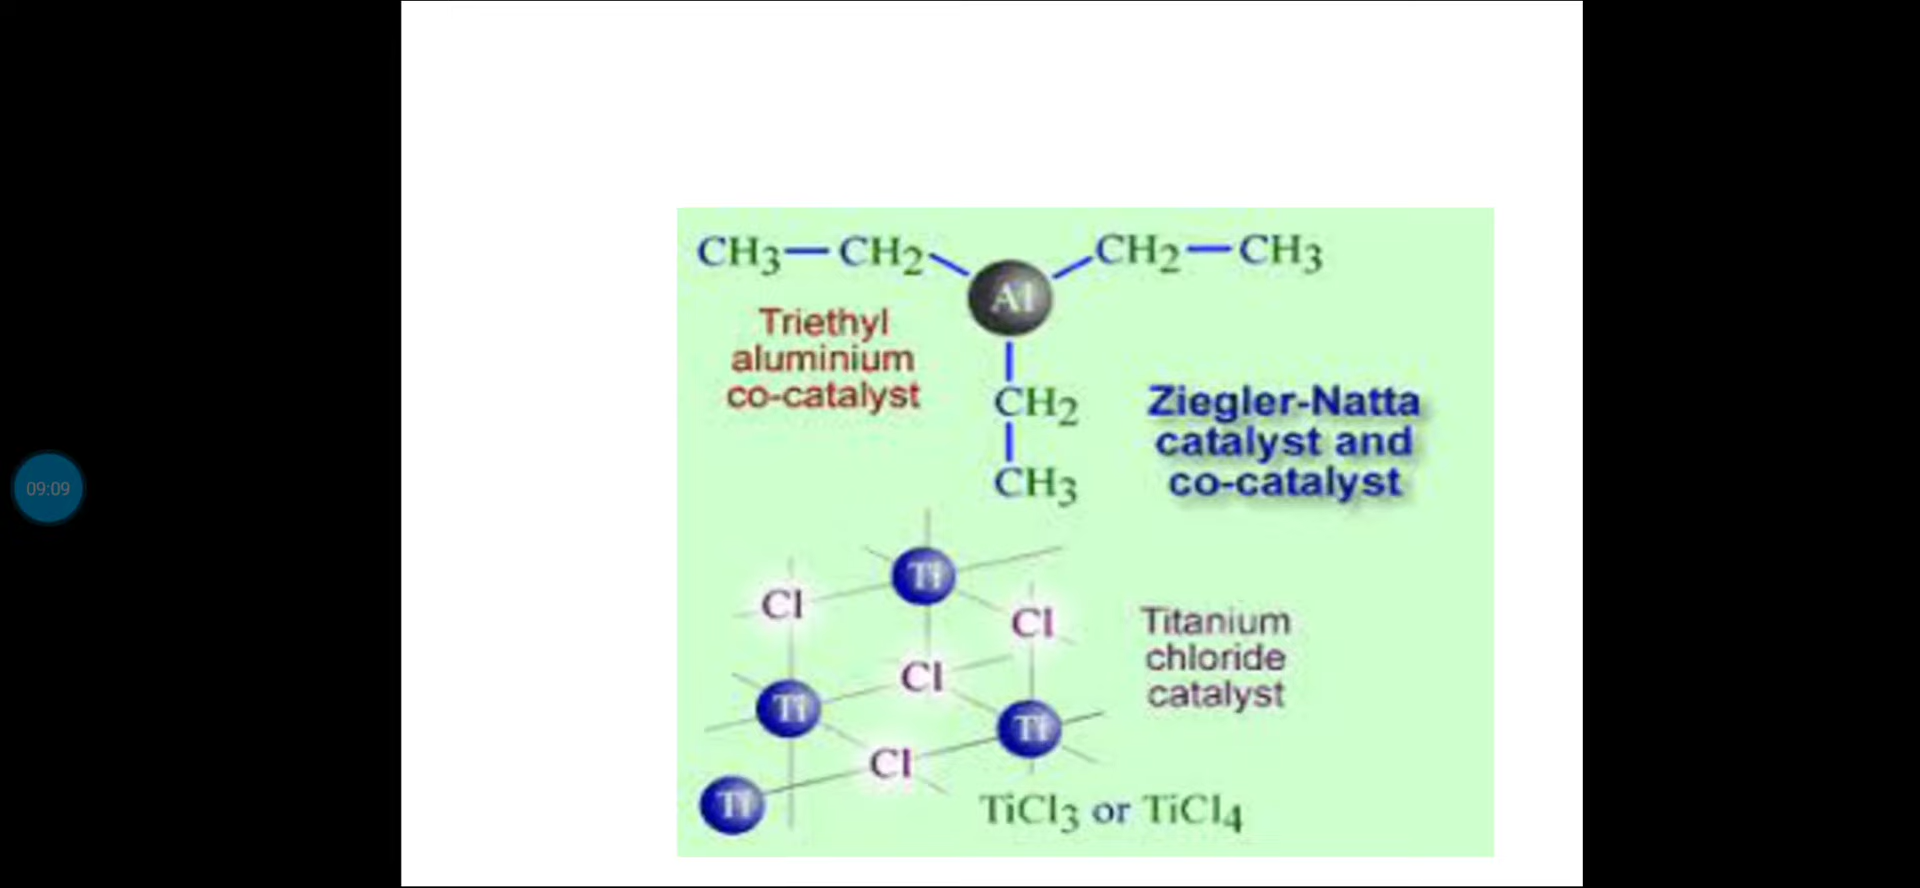 CH3—CH2
Al
CH2—CH3
Triethyl
aluminium
co-catalyst
CH2
CH3
Ziegler-Natta
catalyst and
co-catalyst
09:09
Ti
Cl
Cl
Cl
Ti
Ti
Cl
Ti
Titanium
chloride
catalyst
TiCl3 or TiCl4